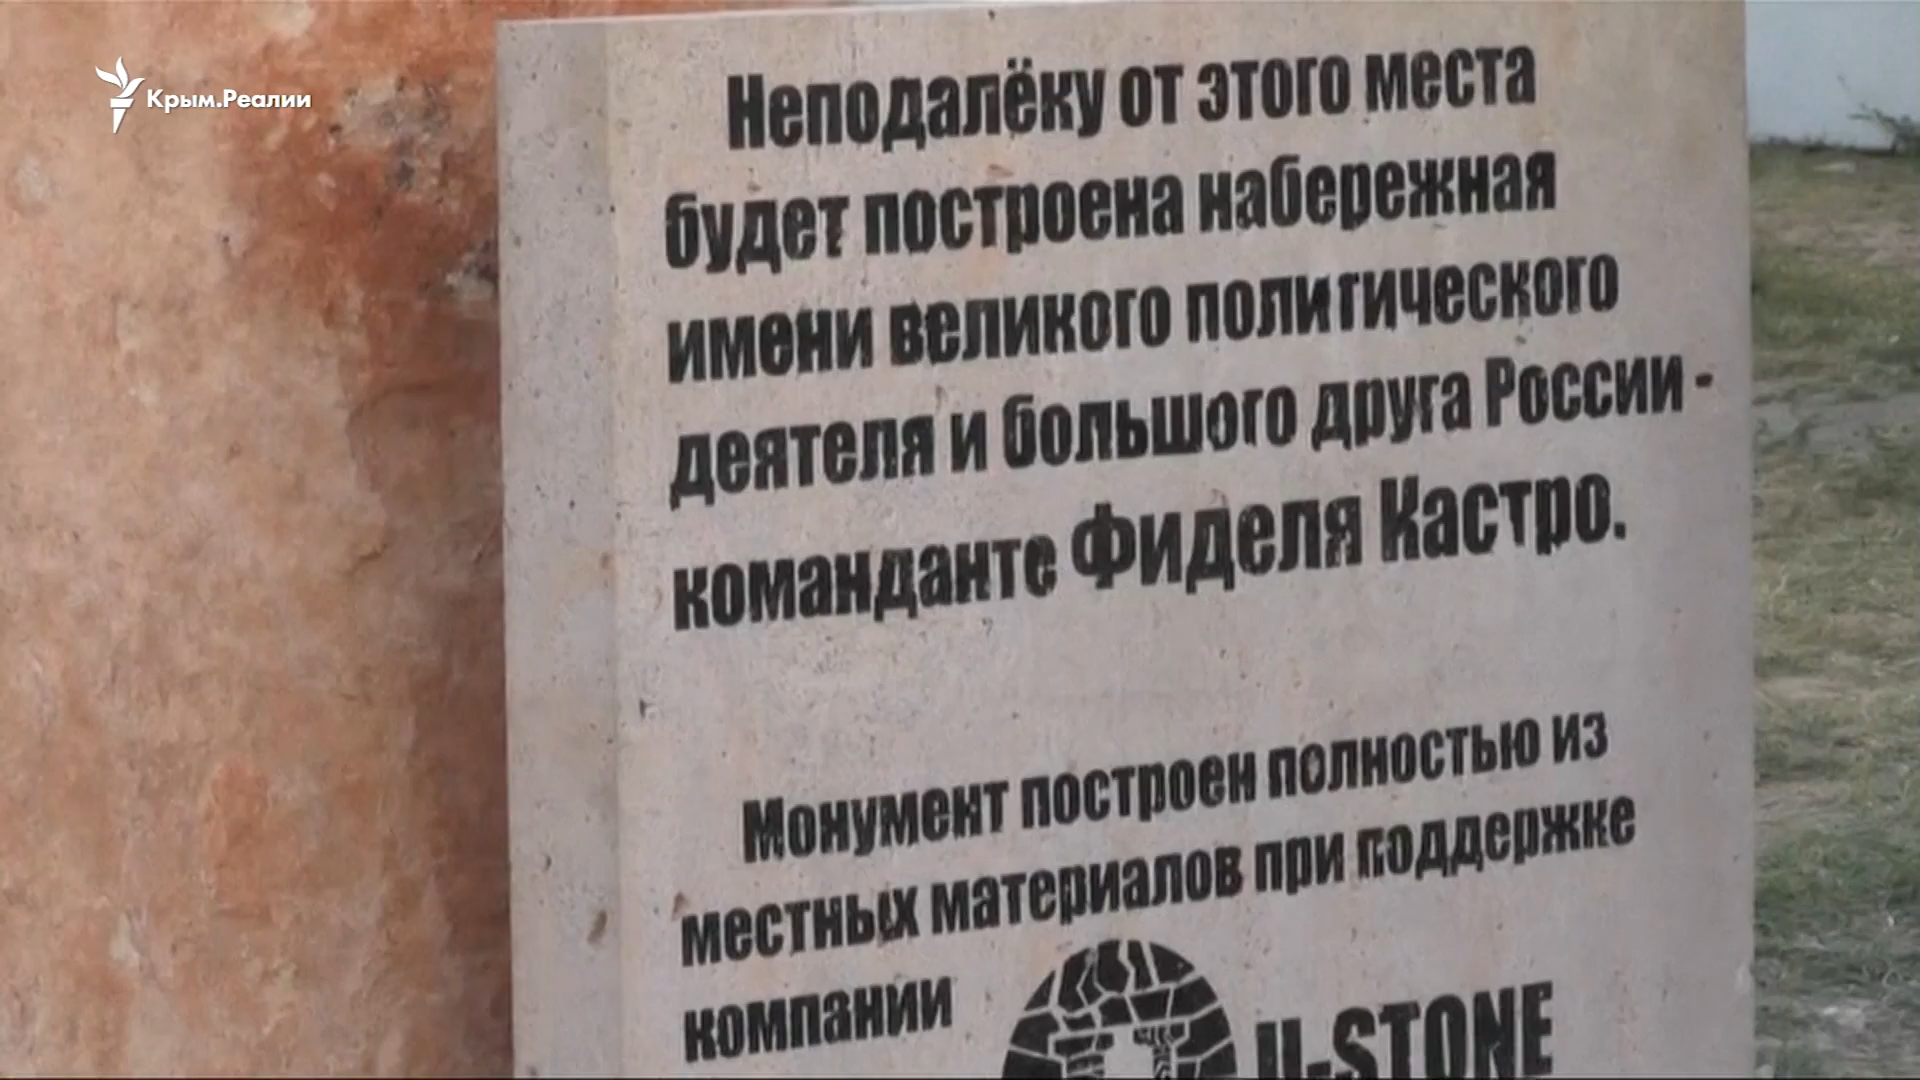 Крым.Реалии
Неподалёку от этого места
будет построена набережная
имени великого политического
деятеля и большого друга России -
команданте Фиделя Кастро.
Монумент построен полностью из
местных материалов при поддержке
компании
U-STONE